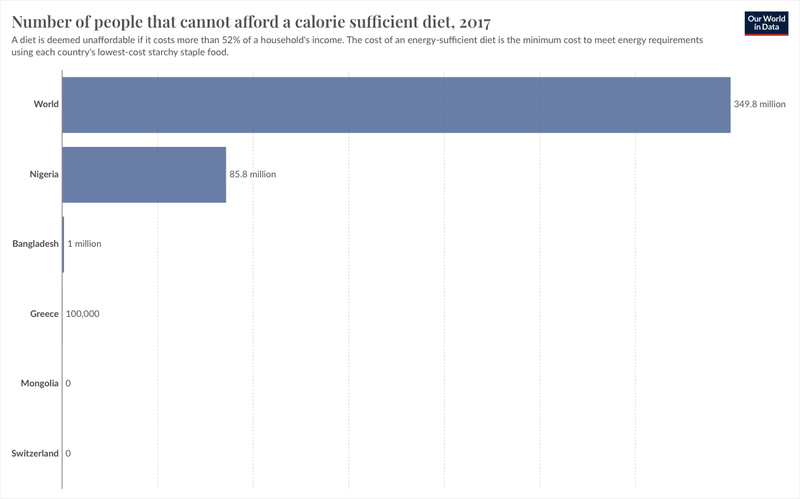 Number of people that cannot afford a calorie sufficient diet, 2017
Our World
in Data
A diet is deemed unaffordable if it costs more than 52% of a household's income. The cost of an energy-sufficient diet is the minimum cost to meet energy requirements
using each country's lowest-cost starchy staple food.
World 349.8 million
Nigeria 85.8 million
Bangladesh 1 million
Greece 100,000
Mongolia 0
Switzerland 0